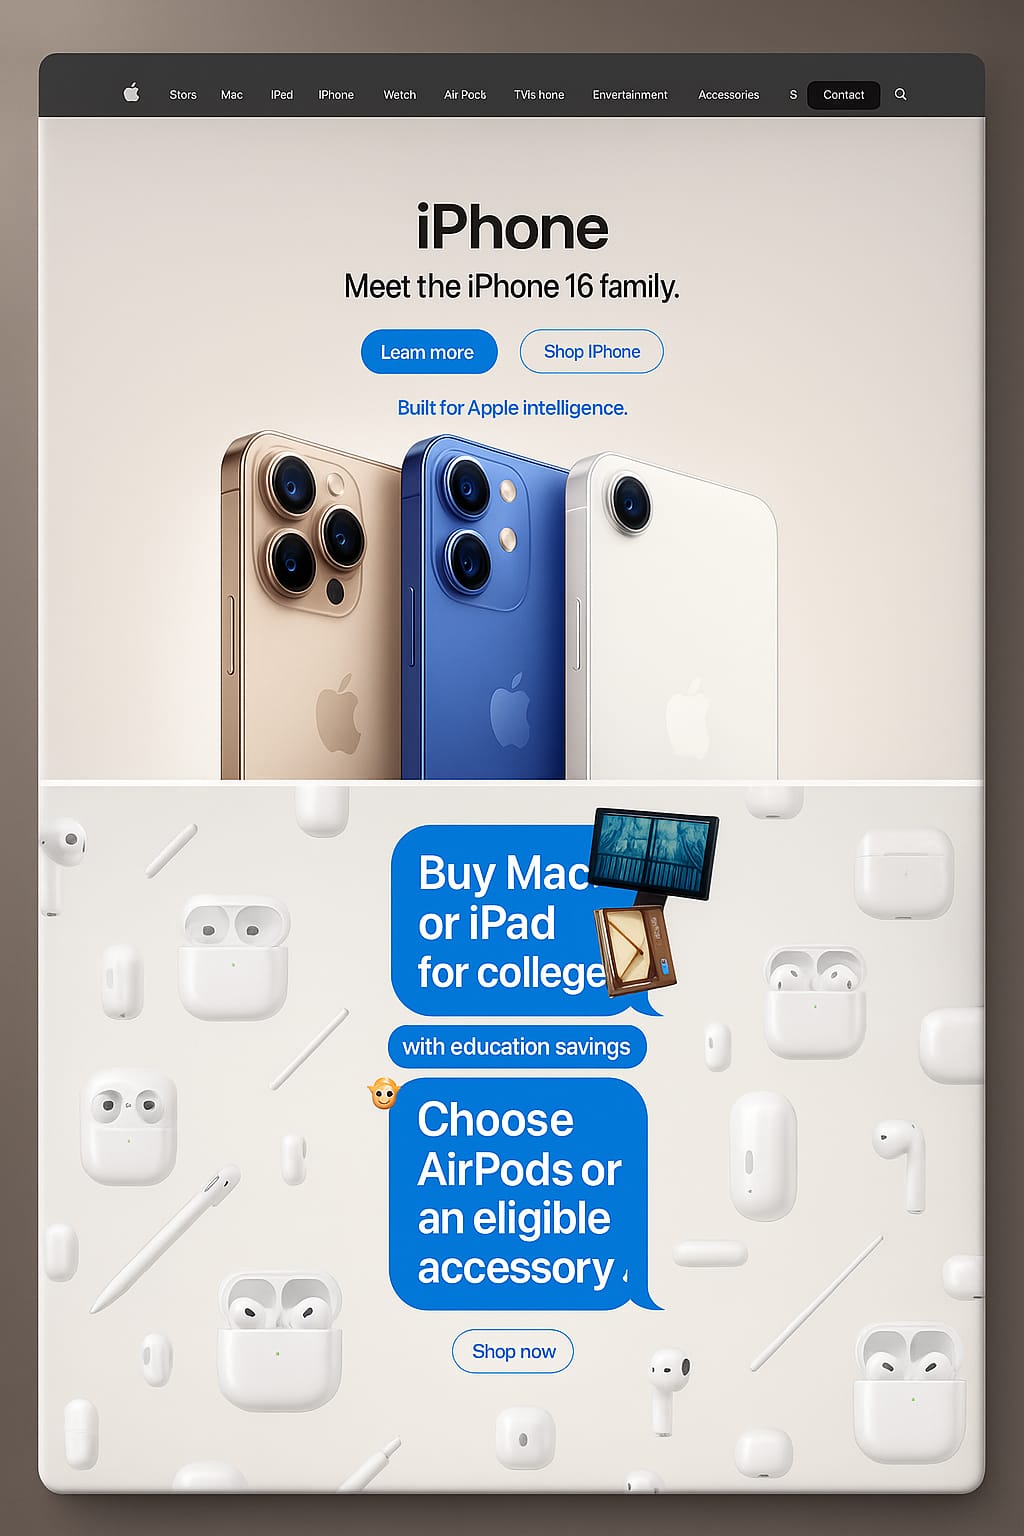 Stors Mac IPed IPhone Wetch Air Pocls TVis hone Envertainment Accessories S Contact
iPhone
Meet the iPhone 16 family.
Learn more Shop IPhone
Built for Apple intelligence.
Buy Mac
or iPad
for college
with education savings
Choose
AirPods or
an eligible
accessory
Shop now